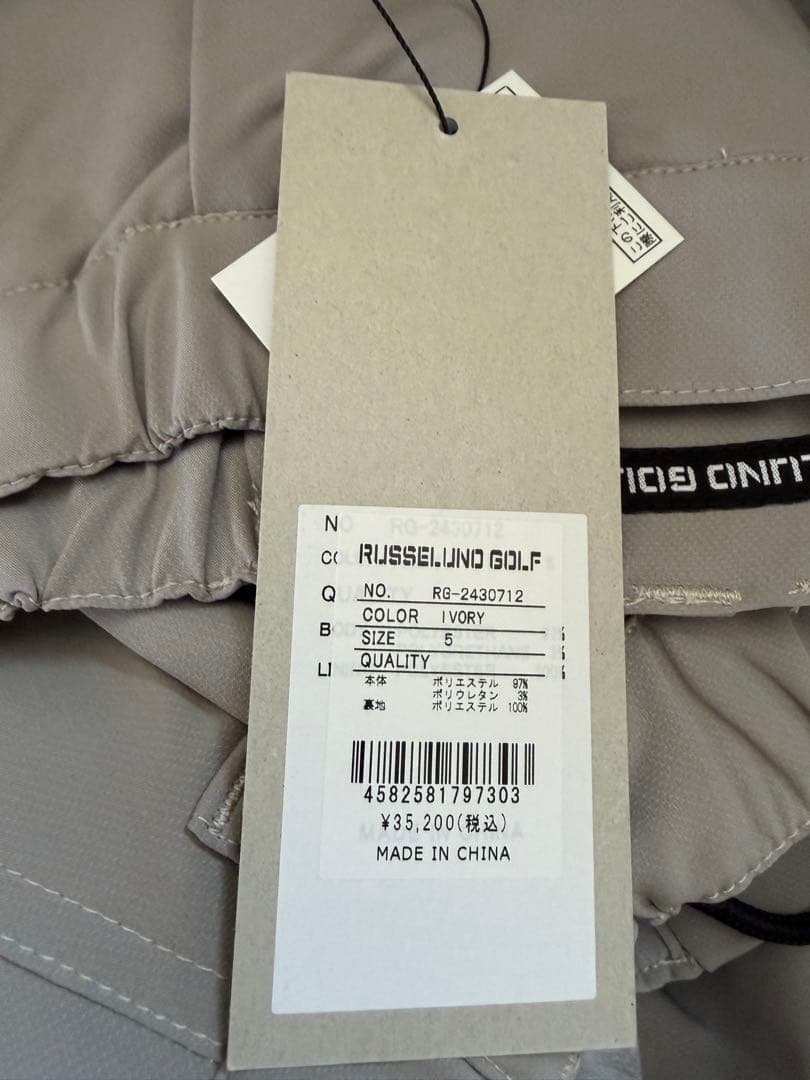 RUSSELUNO GOLF
NO. RG-2430712
COLOR IVORY
SIZE 5
QUALITY
本体 ポリエステル 97%
ポリウレタン 3%
裏地 ポリエステル 100%
4582581797303
¥35,200(税込)
MADE IN CHINA